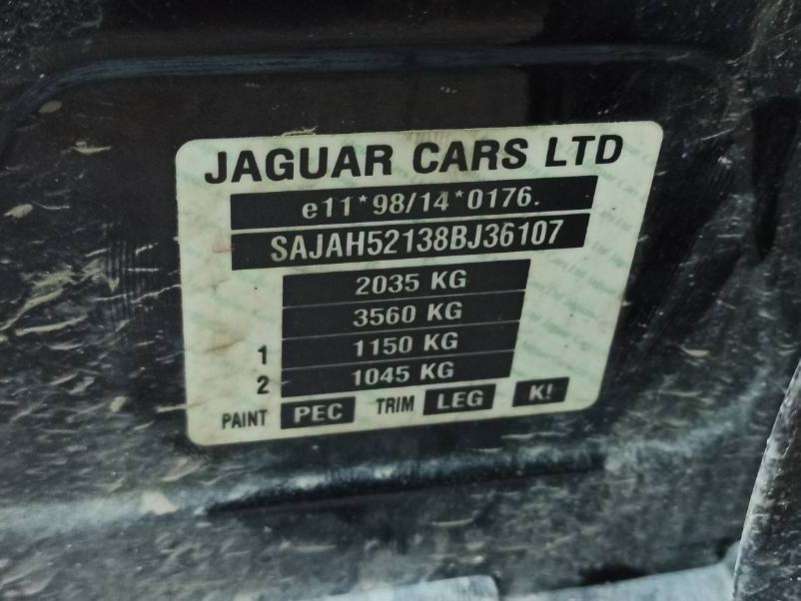 JAGUAR CARS LTD
e11*98/14*0176.
SAJAH52138BJ36107
2035 KG
3560 KG
1 1150 KG
2 1045 KG
PAINT PEC TRIM LEG K!